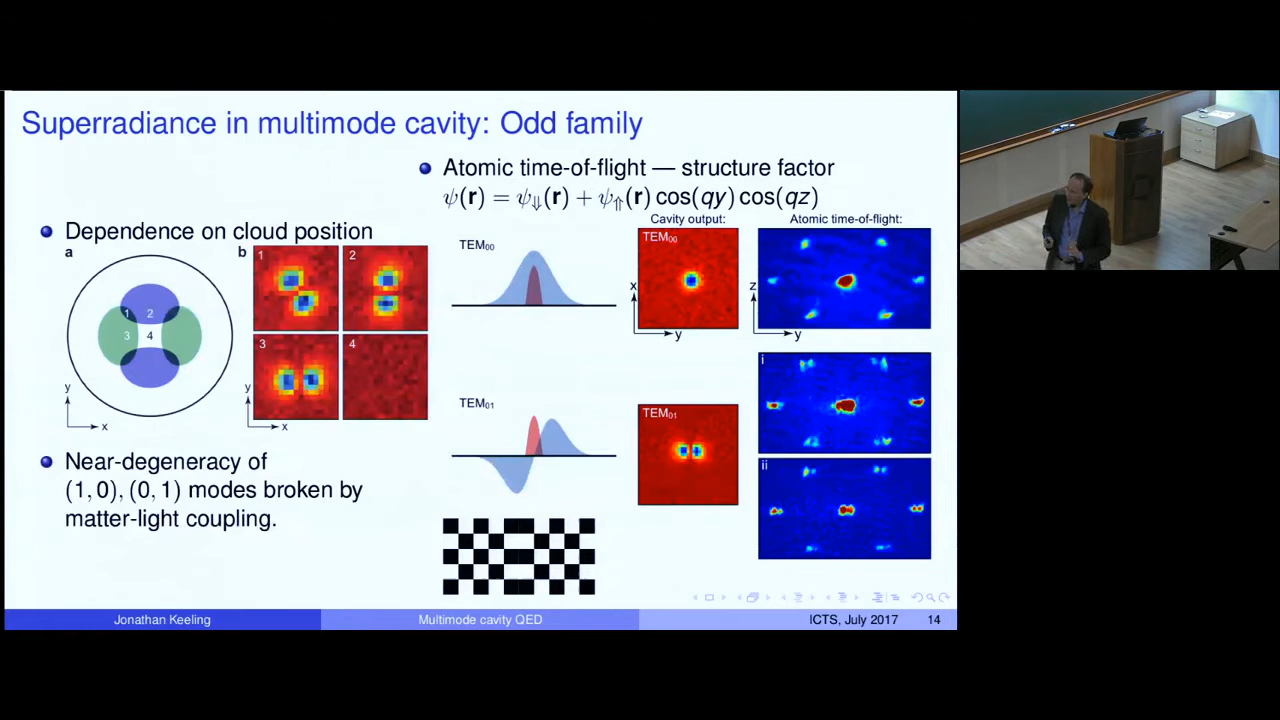 Superradiance in multimode cavity: Odd family
Atomic time-of-flight — structure factor
ψ(r) = ψ⇓(r) + ψ⇑(r) cos(qy) cos(qz)
Dependence on cloud position
a
1
2
3
4
y
x
b
1
2
3
4
y
x
Near-degeneracy of
(1, 0), (0, 1) modes broken by
matter-light coupling.
TEM₀₀
TEM₀₁
Cavity output:
TEM₀₀
x
y
TEM₀₁
Atomic time-of-flight:
z
y
i
ii
Jonathan Keeling
Multimode cavity QED
ICTS, July 2017
14